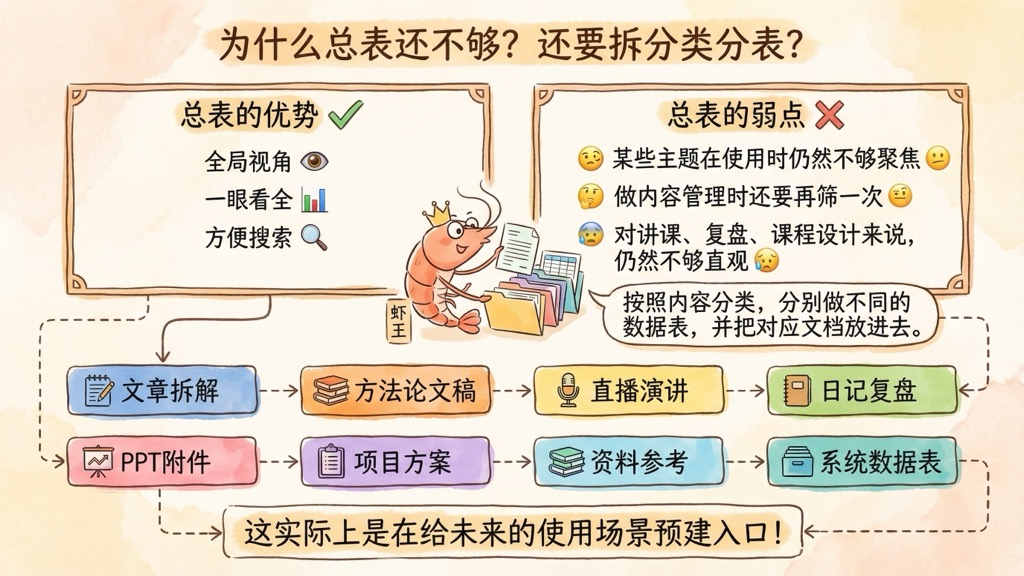 为什么总表还不够？还要拆分类分表？
总表的优势
全局视角
一眼看全
方便搜索
总表的弱点
某些主题在使用时仍然不够聚焦
做内容管理时还要再筛一次
对讲课、复盘、课程设计来说，
仍然不够直观
虾王
按照内容分类，分别做不同的
数据表，并把对应文档放进去。
文章拆解
方法论文稿
直播演讲
日记复盘
PPT附件
项目方案
资料参考
系统数据表
这实际上是在给未来的使用场景预建入口！